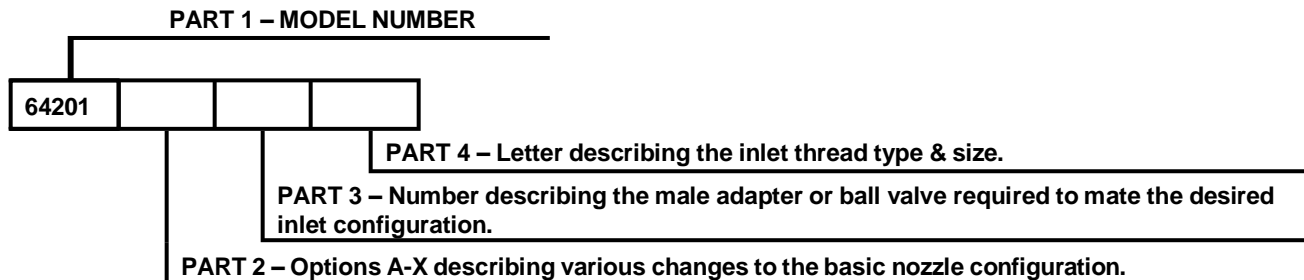 PART 1 – MODEL NUMBER
64201
PART 4 – Letter describing the inlet thread type & size.
PART 3 – Number describing the male adapter or ball valve required to mate the desired
inlet configuration.
PART 2 – Options A-X describing various changes to the basic nozzle configuration.